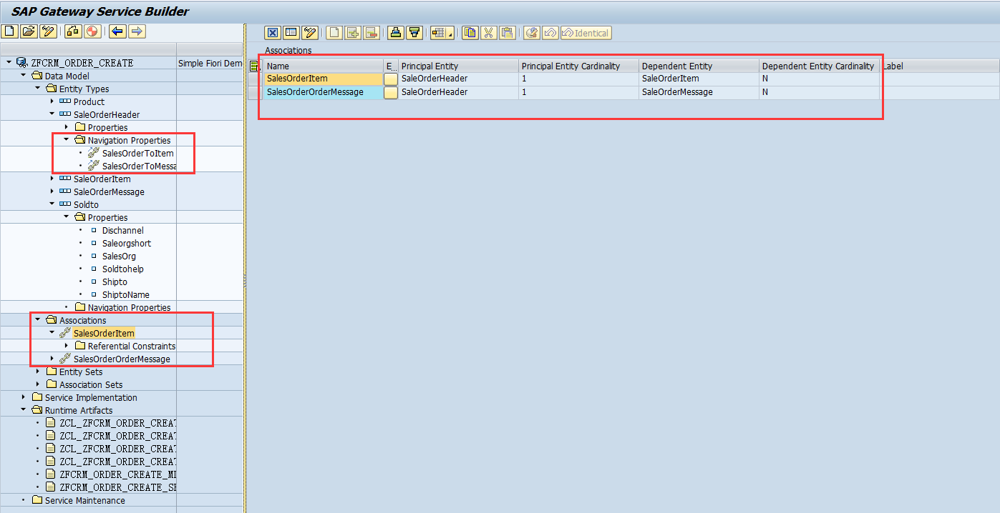 SAP Gateway Service Builder
Identical
ZFCRM_ORDER_CREATE
Simple Fiori Dem
Data Model
Entity Types
Product
SaleOrderHeader
Properties
Navigation Properties
SalesOrderToItem
SalesOrderToMessa
SaleOrderItem
SaleOrderMessage
Soldto
Properties
Dischannel
Saleorgshort
SalesOrg
Soldtohelp
Shipto
ShiptoName
Navigation Properties
Associations
SalesOrderItem
Referential Constraints
SalesOrderOrderMessage
Entity Sets
Association Sets
Service Implementation
Runtime Artifacts
ZCL_ZFCRM_ORDER_CREAT
ZCL_ZFCRM_ORDER_CREAT
ZCL_ZFCRM_ORDER_CREAT
ZCL_ZFCRM_ORDER_CREAT
ZFCRM_ORDER_CREATE_MD
ZFCRM_ORDER_CREATE_SR
Service Maintenance
Associations
Name E... Principal Entity Principal Entity Cardinality Dependent Entity Dependent Entity Cardinality Label
SalesOrderItem SaleOrderHeader 1 SaleOrderItem N
SalesOrderOrderMessage SaleOrderHeader 1 SaleOrderMessage N